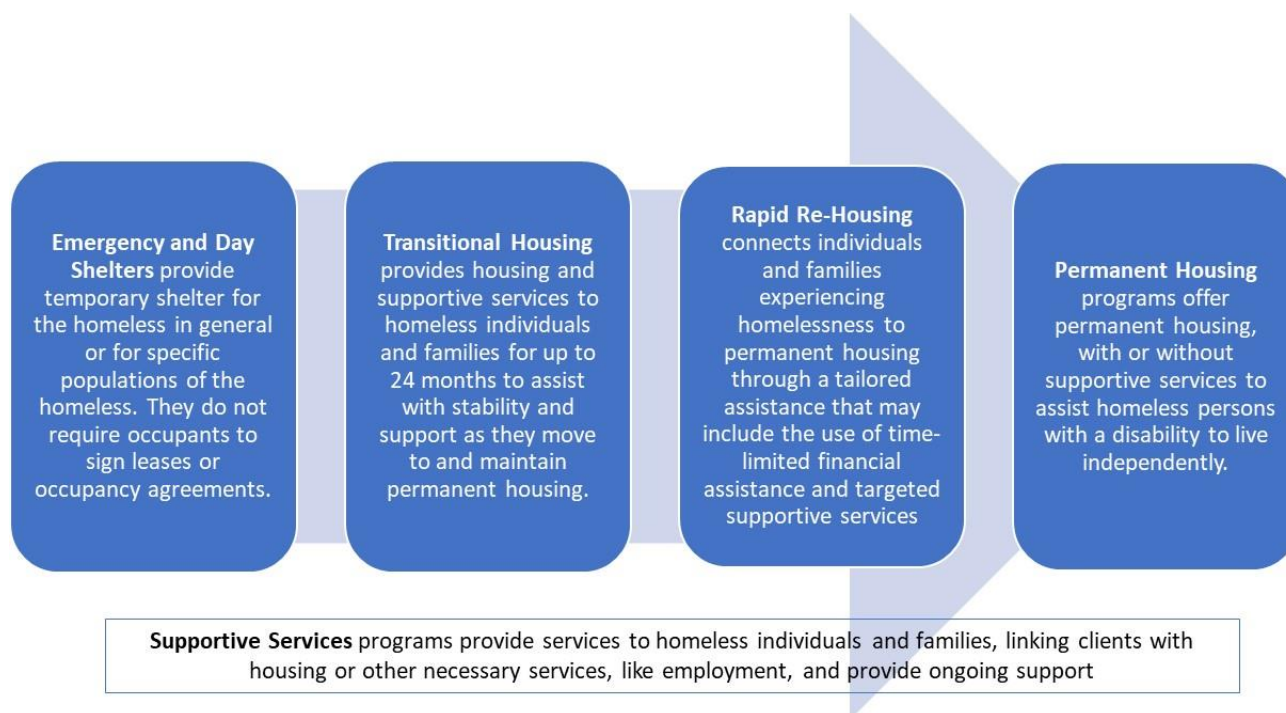 Emergency and Day
Shelters provide
temporary shelter for
the homeless in general
or for specific
populations of the
homeless. They do not
require occupants to
sign leases or
occupancy agreements.
Transitional Housing
provides housing and
supportive services to
homeless individuals
and families for up to
24 months to assist
with stability and
support as they move
to and maintain
permanent housing.
Rapid Re-Housing
connects individuals
and families
experiencing
homelessness to
permanent housing
through a tailored
assistance that may
include the use of time-
limited financial
assistance and targeted
supportive services
Permanent Housing
programs offer
permanent housing,
with or without
supportive services to
assist homeless persons
with a disability to live
independently.
Supportive Services programs provide services to homeless individuals and families, linking clients with
housing or other necessary services, like employment, and provide ongoing support